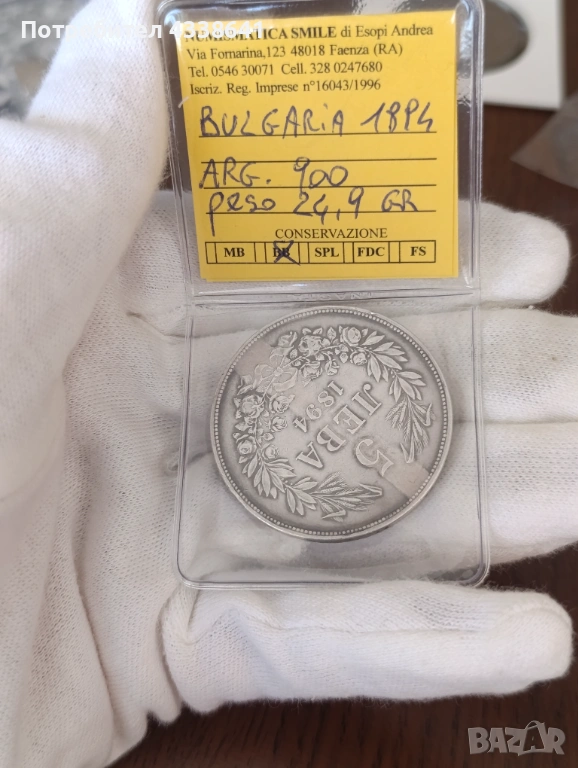 Потребител 4338641
NUMISMATICA SMILE di Esopi Andrea
Via Fornarina,123 48018 Faenza (RA)
Tel. 0546 30071 Cell. 328 0247680
Iscriz. Reg. Imprese n°16043/1996
BULGARIA 1894
ARG. 900
peso 24,9 GR
CONSERVAZIONE
MB BB SPL FDC FS
5
ЛЕВА
1894
BAZAR